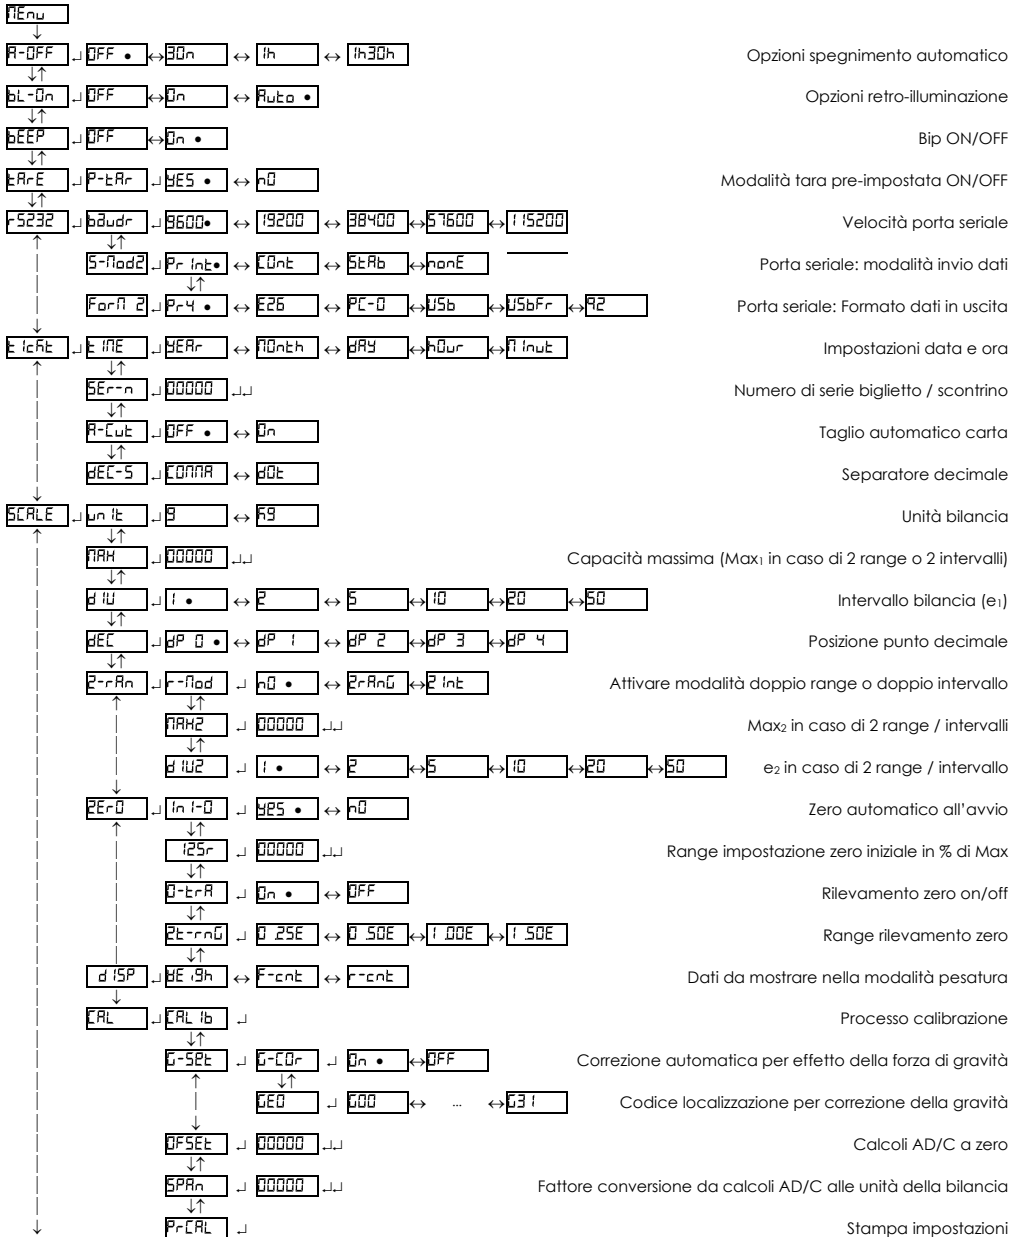 MEnu
A-OFF ↵ OFF • ↔ 30n ↔ 1h ↔ 1h30h Opzioni spegnimento automatico
bL-On ↵ OFF ↔ On ↔ Auto • Opzioni retro-illuminazione
bEEP ↵ OFF ↔ On • Bip ON/OFF
tArE ↵ P-tAr ↵ YES • ↔ nO Modalità tara pre-impostata ON/OFF
rS232 ↵ baudr ↵ 9600• ↔ 19200 ↔ 38400 ↔ 57600 ↔ 115200 Velocità porta seriale
S-Mod2 ↵ Print• ↔ COnt ↔ StAb ↔ nonE Porta seriale: modalità invio dati
ForM 2 ↵ Pr4 • ↔ E26 ↔ PC-0 ↔ USb ↔ USbFr ↔ 92 Porta seriale: Formato dati in uscita
tIckt ↵ tIME ↵ YEAr ↔ MOnth ↔ dAY ↔ hOur ↔ MInut Impostazioni data e ora
SEr-n ↵ 00000 ↵↵ Numero di serie biglietto / scontrino
A-Cut ↵ OFF • ↔ On Taglio automatico carta
dEC-S ↵ COMMA ↔ dOt Separatore decimale
SCALE ↵ unIt ↵ g ↔ kg Unità bilancia
MAX ↵ 00000 ↵↵ Capacità massima (Max1 in caso di 2 range o 2 intervalli)
dIU ↵ 1 • ↔ 2 ↔ 5 ↔ 10 ↔ 20 ↔ 50 Intervallo bilancia (e1)
dEC ↵ dP 0 • ↔ dP 1 ↔ dP 2 ↔ dP 3 ↔ dP 4 Posizione punto decimale
2-rAn ↵ r-Mod ↵ nO • ↔ 2rAnG ↔ 2Int Attivare modalità doppio range o doppio intervallo
MAX2 ↵ 00000 ↵↵ Max2 in caso di 2 range / intervalli
dIU2 ↵ 1 • ↔ 2 ↔ 5 ↔ 10 ↔ 20 ↔ 50 e2 in caso di 2 range / intervallo
ZErO ↵ InI-0 ↵ YES • ↔ nO Zero automatico all'avvio
IZSr ↵ 00000 ↵↵ Range impostazione zero iniziale in % di Max
0-trA ↵ On • ↔ OFF Rilevamento zero on/off
Zt-rnG ↵ 0.25E ↔ 0.50E ↔ 1.00E ↔ 1.50E Range rilevamento zero
dISP ↵ WEigh ↔ F-cnt ↔ r-cnt Dati da mostrare nella modalità pesatura
CAL ↵ CALIb ↵ Processo calibrazione
G-SEt ↵ G-COr ↵ On • ↔ OFF Correzione automatica per effetto della forza di gravità
GEO ↵ G00 ↔ ... ↔ G31 Codice localizzazione per correzione della gravità
OFSEt ↵ 00000 ↵↵ Calcoli AD/C a zero
SPAn ↵ 00000 ↵↵ Fattore conversione da calcoli AD/C alle unità della bilancia
PrCAL ↵ Stampa impostazioni